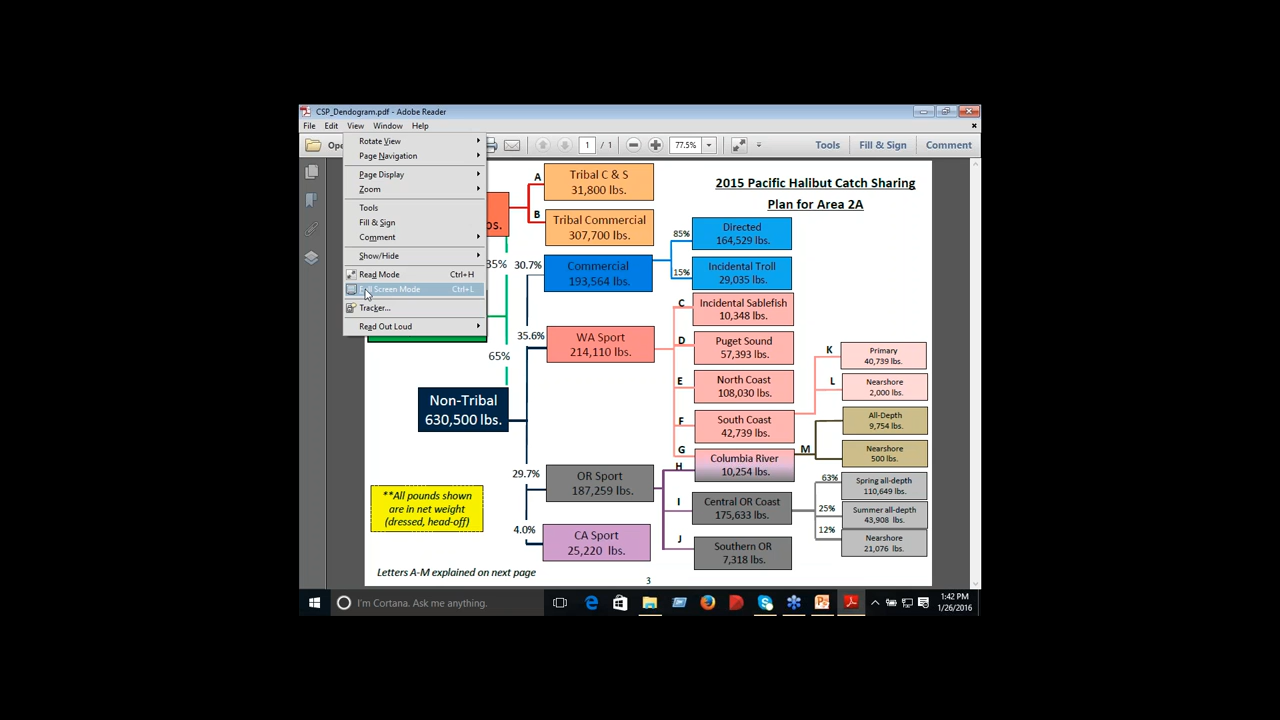 CSP_Dendogram.pdf - Adobe Reader
File Edit View Window Help
1 / 1 77.5% Tools Fill & Sign Comment
Rotate View
Page Navigation
Page Display
Zoom
Tools
Fill & Sign
Comment
Show/Hide
Read Mode Ctrl+H
Full Screen Mode Ctrl+L
Tracker...
Read Out Loud
2015 Pacific Halibut Catch Sharing
Plan for Area 2A
A
Tribal C & S
31,800 lbs.
B
Tribal Commercial
307,700 lbs.
35%
30.7%
Commercial
193,564 lbs.
85%
Directed
164,529 lbs.
15%
Incidental Troll
29,035 lbs.
65%
Non-Tribal
630,500 lbs.
35.6%
WA Sport
214,110 lbs.
C
Incidental Sablefish
10,348 lbs.
D
Puget Sound
57,393 lbs.
E
North Coast
108,030 lbs.
F
South Coast
42,739 lbs.
G
H
Columbia River
10,254 lbs.
K
Primary
40,739 lbs.
L
Nearshore
2,000 lbs.
M
All-Depth
9,754 lbs.
Nearshore
500 lbs.
29.7%
OR Sport
187,259 lbs.
I
Central OR Coast
175,633 lbs.
63%
Spring all-depth
110,649 lbs.
25%
Summer all-depth
43,908 lbs.
12%
Nearshore
21,076 lbs.
J
Southern OR
7,318 lbs.
4.0%
CA Sport
25,220 lbs.
**All pounds shown
are in net weight
(dressed, head-off)
Letters A-M explained on next page
3
I'm Cortana. Ask me anything.
1:42 PM
1/26/2016